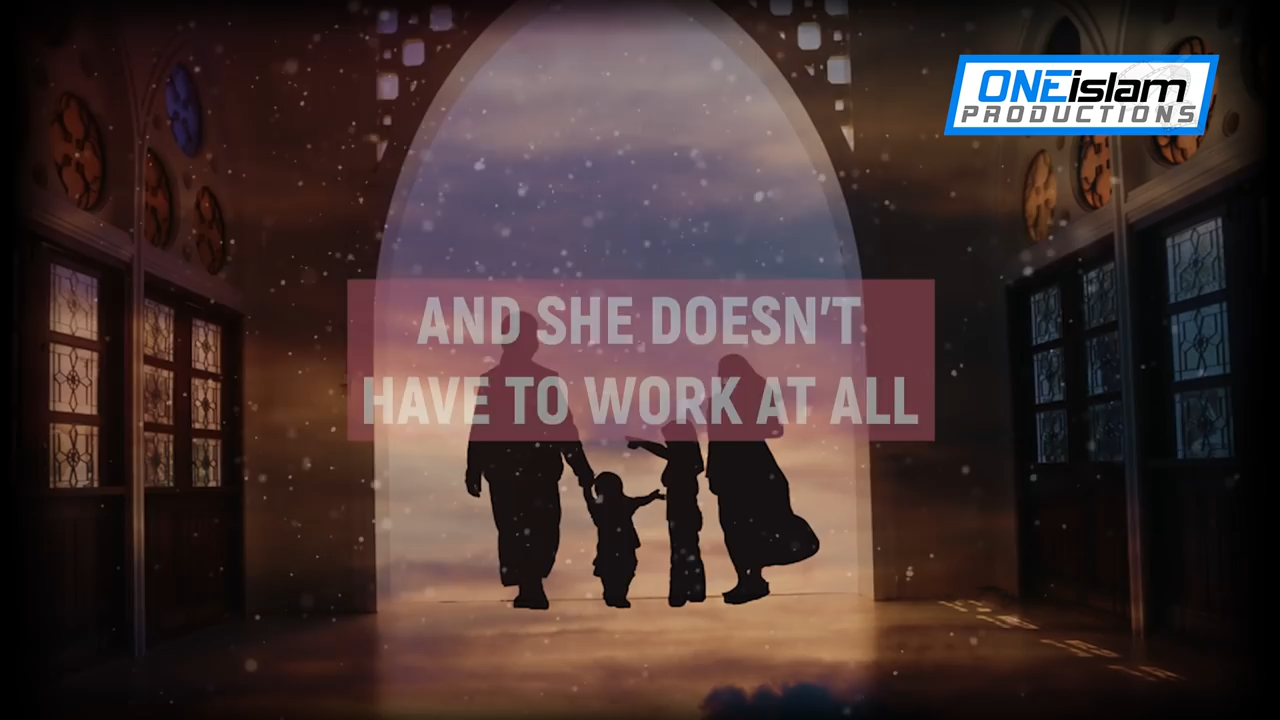 ONEislam
PRODUCTIONS
AND SHE DOESN'T
HAVE TO WORK AT ALL